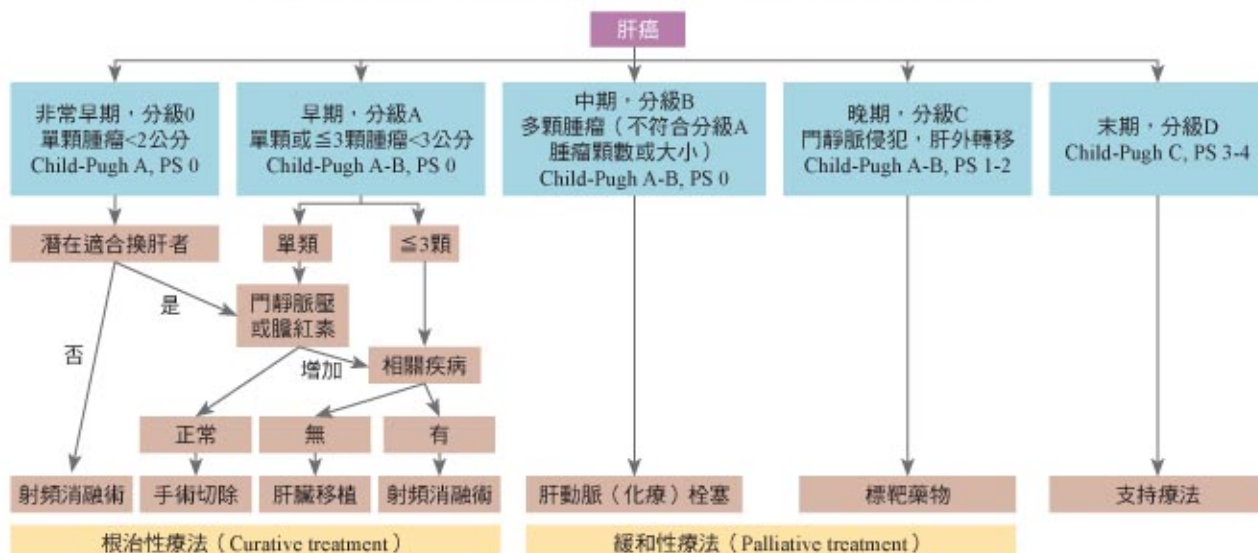 肝癌
非常早期，分級0
單顆腫瘤<2公分
Child-Pugh A, PS 0
早期，分級A
單顆或≦3顆腫瘤<3公分
Child-Pugh A-B, PS 0
中期，分級B
多顆腫瘤（不符合分級A
腫瘤顆數或大小）
Child-Pugh A-B, PS 0
晚期，分級C
門靜脈侵犯，肝外轉移
Child-Pugh A-B, PS 1-2
末期，分級D
Child-Pugh C, PS 3-4
潛在適合換肝者
單類
≦3顆
是
門靜脈壓
或膽紅素
否
增加
相關疾病
正常
無
有
射頻消融術
手術切除
肝臟移植
射頻消融術
肝動脈（化療）栓塞
標靶藥物
支持療法
根治性療法（Curative treatment）
緩和性療法（Palliative treatment）